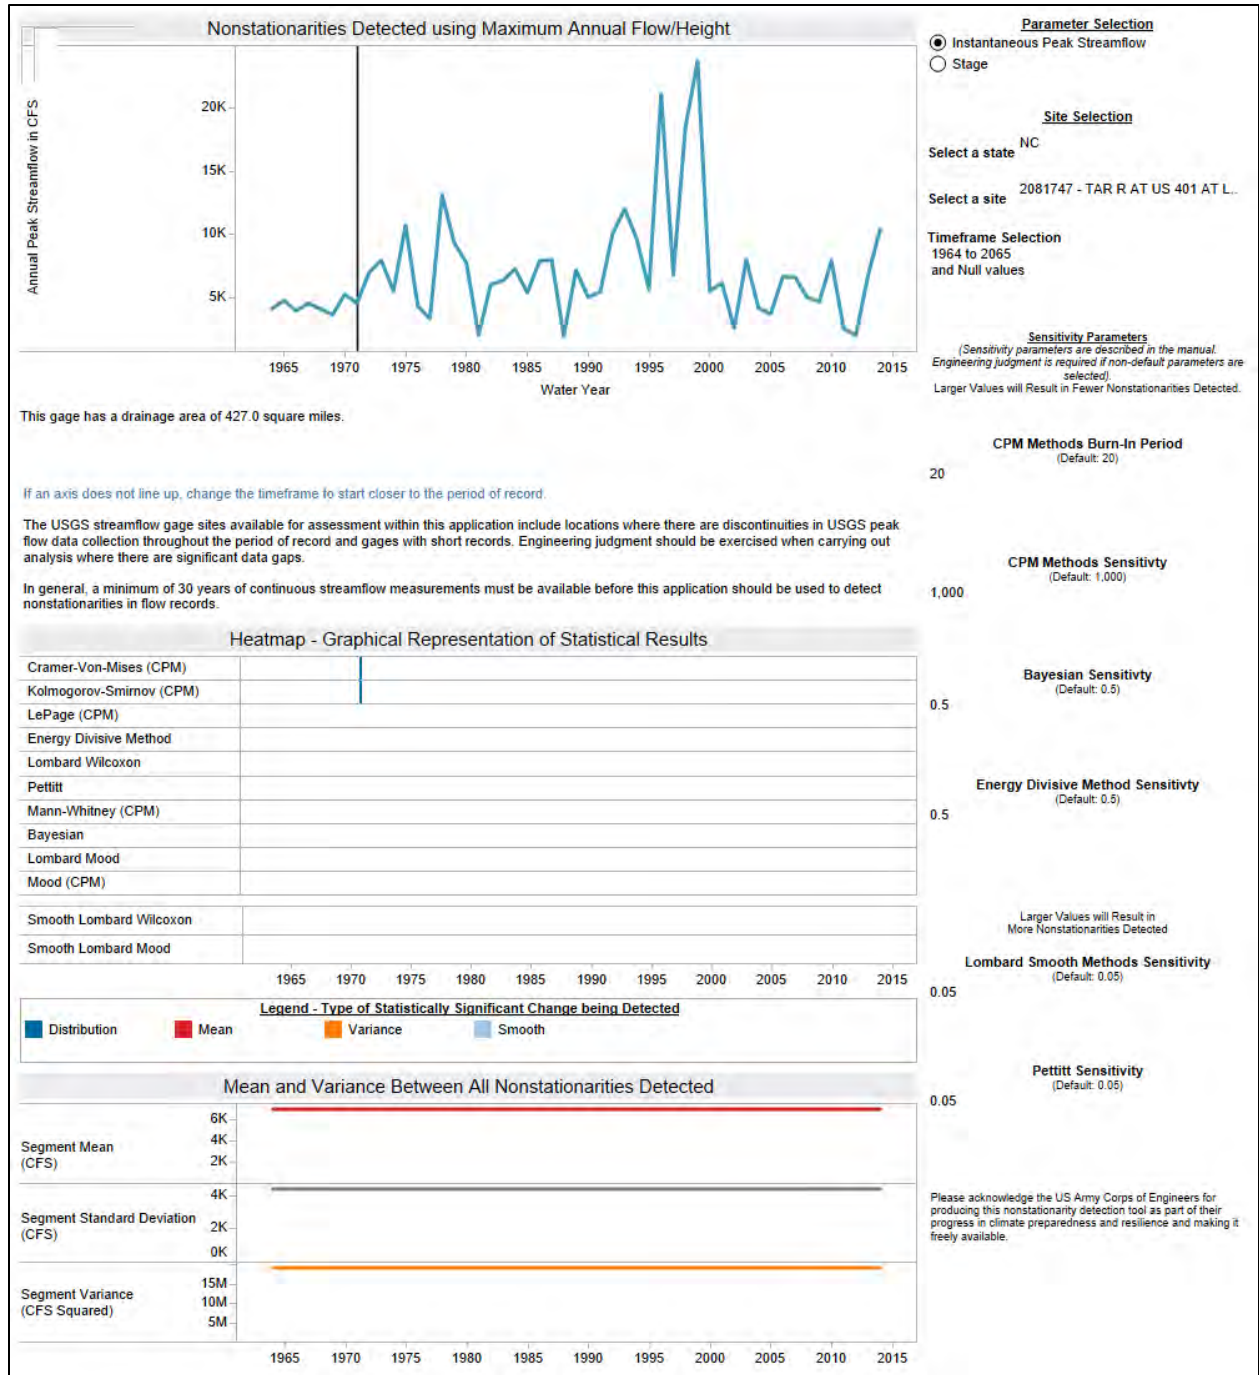 Nonstationarities Detected using Maximum Annual Flow/Height
Annual Peak Streamflow in CFS
20K
15K
10K
5K
1965 1970 1975 1980 1985 1990 1995 2000 2005 2010 2015
Water Year
This gage has a drainage area of 427.0 square miles.
If an axis does not line up, change the timeframe to start closer to the period of record.
The USGS streamflow gage sites available for assessment within this application include locations where there are discontinuities in USGS peak
flow data collection throughout the period of record and gages with short records. Engineering judgment should be exercised when carrying out
analysis where there are significant data gaps.
In general, a minimum of 30 years of continuous streamflow measurements must be available before this application should be used to detect
nonstationarities in flow records.
Heatmap - Graphical Representation of Statistical Results
Cramer-Von-Mises (CPM)
Kolmogorov-Smirnov (CPM)
LePage (CPM)
Energy Divisive Method
Lombard Wilcoxon
Pettitt
Mann-Whitney (CPM)
Bayesian
Lombard Mood
Mood (CPM)
Smooth Lombard Wilcoxon
Smooth Lombard Mood
1965 1970 1975 1980 1985 1990 1995 2000 2005 2010 2015
Legend - Type of Statistically Significant Change being Detected
Distribution Mean Variance Smooth
Mean and Variance Between All Nonstationarities Detected
Segment Mean
(CFS)
6K
4K
2K
Segment Standard Deviation
(CFS)
4K
2K
0K
Segment Variance
(CFS Squared)
15M
10M
5M
1965 1970 1975 1980 1985 1990 1995 2000 2005 2010 2015
Parameter Selection
Instantaneous Peak Streamflow
Stage
Site Selection
Select a state NC
Select a site 2081747 - TAR R AT US 401 AT L..
Timeframe Selection
1964 to 2065
and Null values
Sensitivity Parameters
(Sensitivity parameters are described in the manual.
Engineering judgment is required if non-default parameters are
selected).
Larger Values will Result in Fewer Nonstationarities Detected.
CPM Methods Burn-In Period
(Default: 20)
20
CPM Methods Sensitivty
(Default: 1,000)
1,000
Bayesian Sensitivty
(Default: 0.5)
0.5
Energy Divisive Method Sensitivty
(Default: 0.5)
0.5
Larger Values will Result in
More Nonstationarities Detected
Lombard Smooth Methods Sensitivity
(Default: 0.05)
0.05
Pettitt Sensitivity
(Default: 0.05)
0.05
Please acknowledge the US Army Corps of Engineers for
producing this nonstationarity detection tool as part of their
progress in climate preparedness and resilience and making it
freely available.